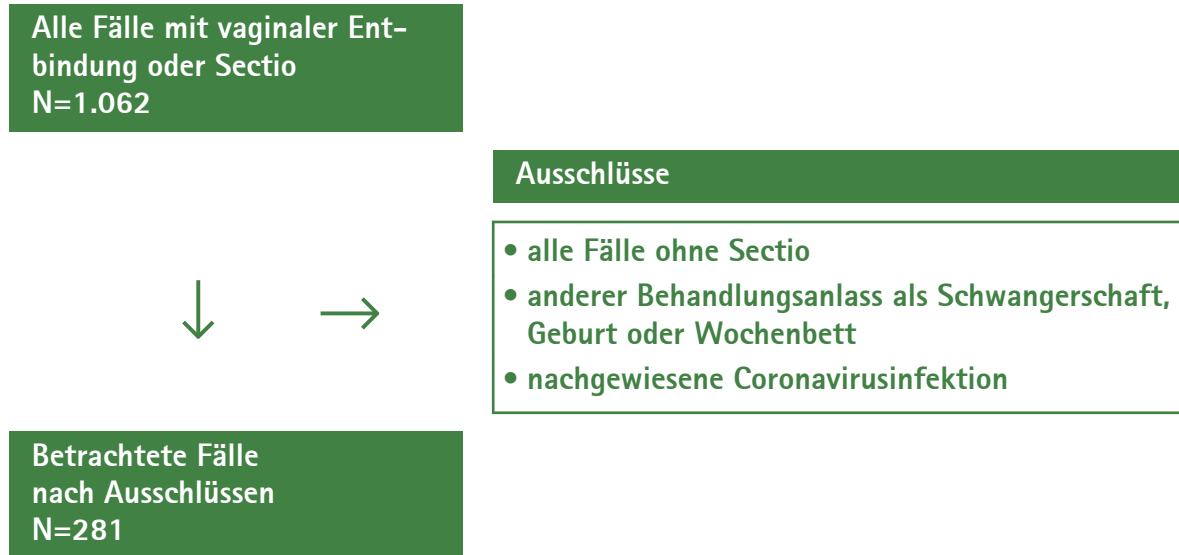 Alle Fälle mit vaginaler Ent-
bindung oder Sectio
N=1.062
Ausschlüsse
• alle Fälle ohne Sectio
• anderer Behandlungsanlass als Schwangerschaft,
Geburt oder Wochenbett
• nachgewiesene Coronavirusinfektion
Betrachtete Fälle
nach Ausschlüssen
N=281